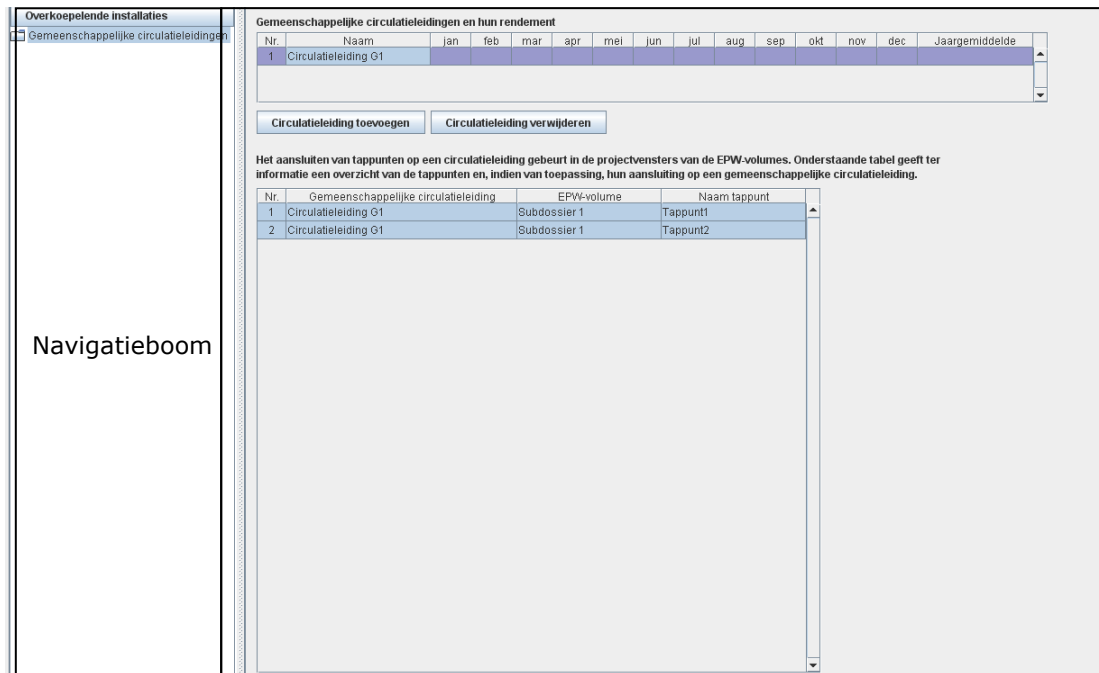 Overkoepelende installaties
Gemeenschappelijke circulatieleidingen
Navigatieboom
Gemeenschappelijke circulatieleidingen en hun rendement
Nr. Naam jan feb mar apr mei jun jul aug sep okt nov dec Jaargemiddelde
1 Circulatieleiding G1
Circulatieleiding toevoegen Circulatieleiding verwijderen
Het aansluiten van tappunten op een circulatieleiding gebeurt in de projectvensters van de EPW-volumes. Onderstaande tabel geeft ter
informatie een overzicht van de tappunten en, indien van toepassing, hun aansluiting op een gemeenschappelijke circulatieleiding.
Nr. Gemeenschappelijke circulatieleiding EPW-volume Naam tappunt
1 Circulatieleiding G1 Subdossier 1 Tappunt1
2 Circulatieleiding G1 Subdossier 1 Tappunt2